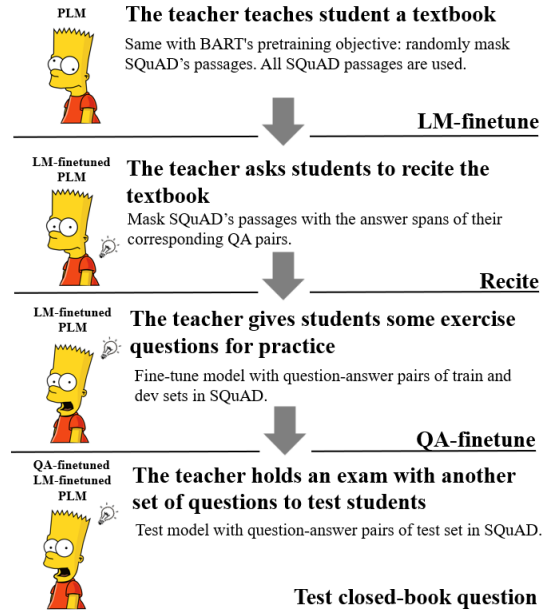 PLM
The teacher teaches student a textbook
Same with BART's pretraining objective: randomly mask
SQuAD's passages. All SQuAD passages are used.
LM-finetune
LM-finetuned
PLM
The teacher asks students to recite the
textbook
Mask SQuAD's passages with the answer spans of their
corresponding QA pairs.
Recite
LM-finetuned
PLM
The teacher gives students some exercise
questions for practice
Fine-tune model with question-answer pairs of train and
dev sets in SQuAD.
QA-finetune
QA-finetuned
LM-finetuned
PLM
The teacher holds an exam with another
set of questions to test students
Test model with question-answer pairs of test set in SQuAD.
Test closed-book question